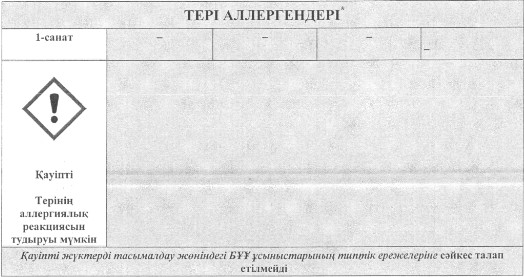 ТЕРІ АЛЛЕРГЕНДЕРІ*
1-санат – – – –
Қауіпті
Терінің
аллергиялық
реакциясын
тудыруы мүмкін
Қауіпті жүктерді тасымалдау жөніндегі БҰҰ ұсыныстарының типтік ережелеріне сәйкес талап
етілмейді